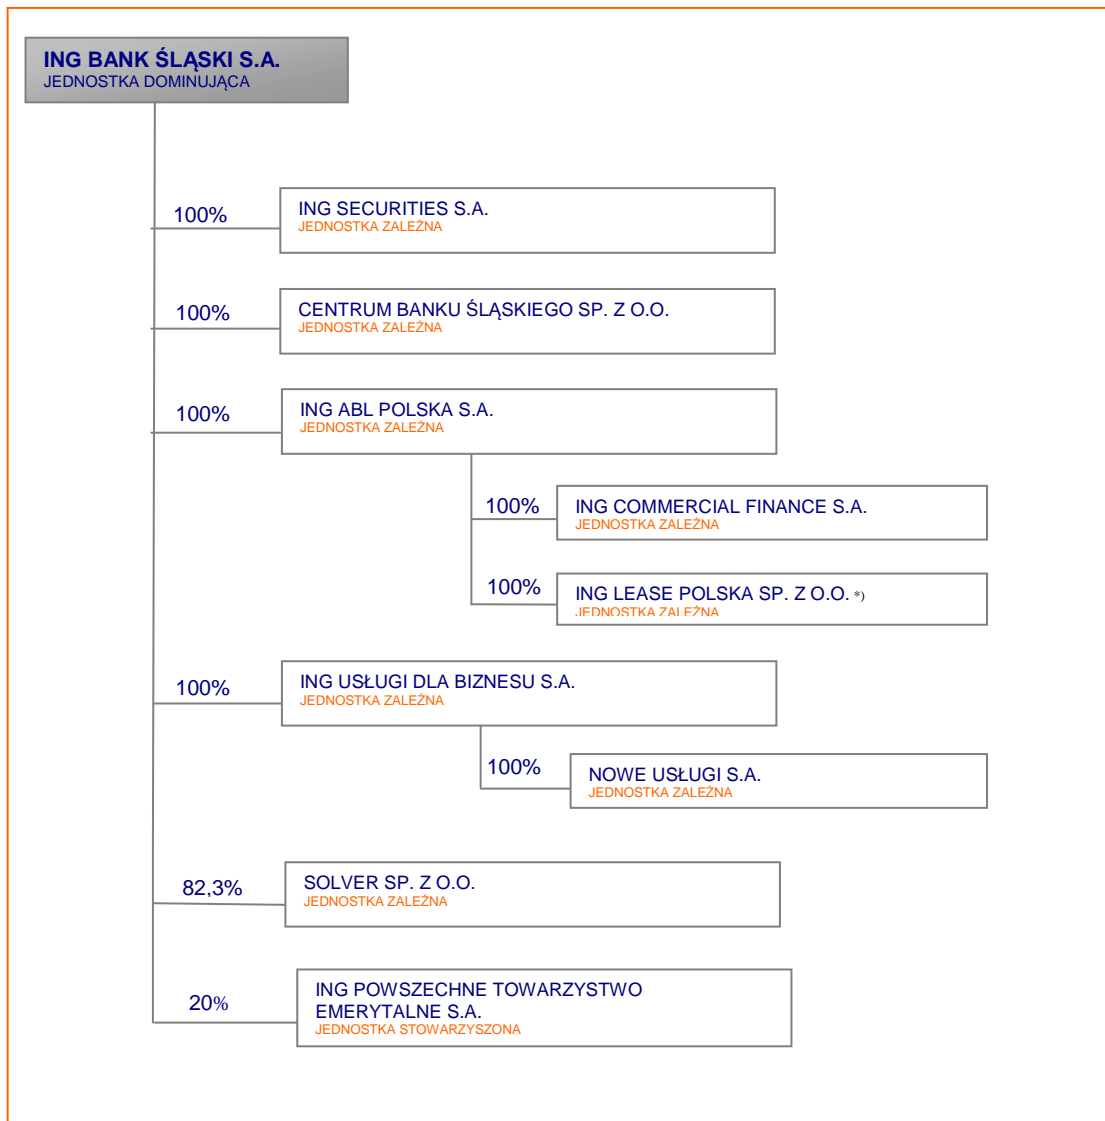 ING BANK ŚLĄSKI S.A.
JEDNOSTKA DOMINUJĄCA
100%
ING SECURITIES S.A.
JEDNOSTKA ZALEŻNA
100%
CENTRUM BANKU ŚLĄSKIEGO SP. Z O.O.
JEDNOSTKA ZALEŻNA
100%
ING ABL POLSKA S.A.
JEDNOSTKA ZALEŻNA
100%
ING COMMERCIAL FINANCE S.A.
JEDNOSTKA ZALEŻNA
100%
ING LEASE POLSKA SP. Z O.O. *)
JEDNOSTKA ZALEŻNA
100%
ING USŁUGI DLA BIZNESU S.A.
JEDNOSTKA ZALEŻNA
100%
NOWE USŁUGI S.A.
JEDNOSTKA ZALEŻNA
82,3%
SOLVER SP. Z O.O.
JEDNOSTKA ZALEŻNA
20%
ING POWSZECHNE TOWARZYSTWO
EMERYTALNE S.A.
JEDNOSTKA STOWARZYSZONA